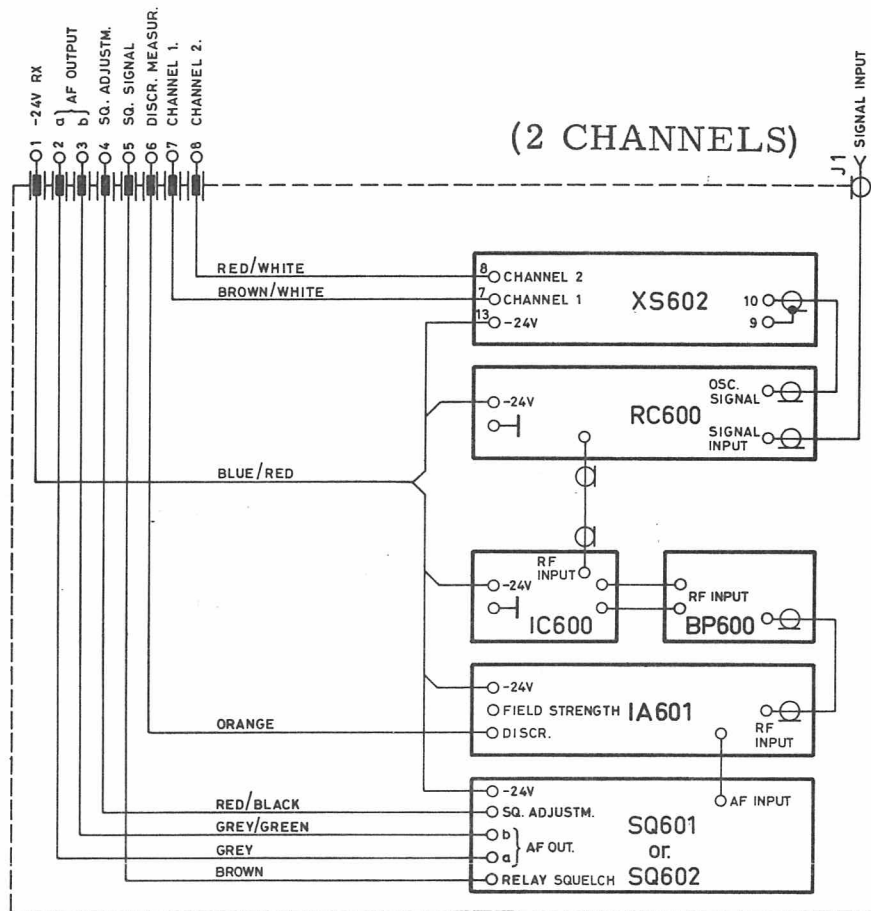 -24V RX
a } AF OUTPUT
b }
SQ. ADJUSTM.
SQ. SIGNAL
DISCR. MEASUR.
CHANNEL 1.
CHANNEL 2.
1
2
3
4
5
6
7
8
(2 CHANNELS)
J1
SIGNAL INPUT
RED/WHITE
BROWN/WHITE
8 CHANNEL 2
7 CHANNEL 1
13 -24V
XS602
10
9
-24V
RC600
OSC. SIGNAL
SIGNAL INPUT
BLUE/RED
-24V
RF INPUT
IC600
RF INPUT
BP600
-24V
FIELD STRENGTH
DISCR.
IA601
RF INPUT
ORANGE
-24V
SQ. ADJUSTM.
b } AF OUT.
a }
RELAY SQUELCH
AF INPUT
SQ601
or.
SQ602
RED/BLACK
GREY/GREEN
GREY
BROWN